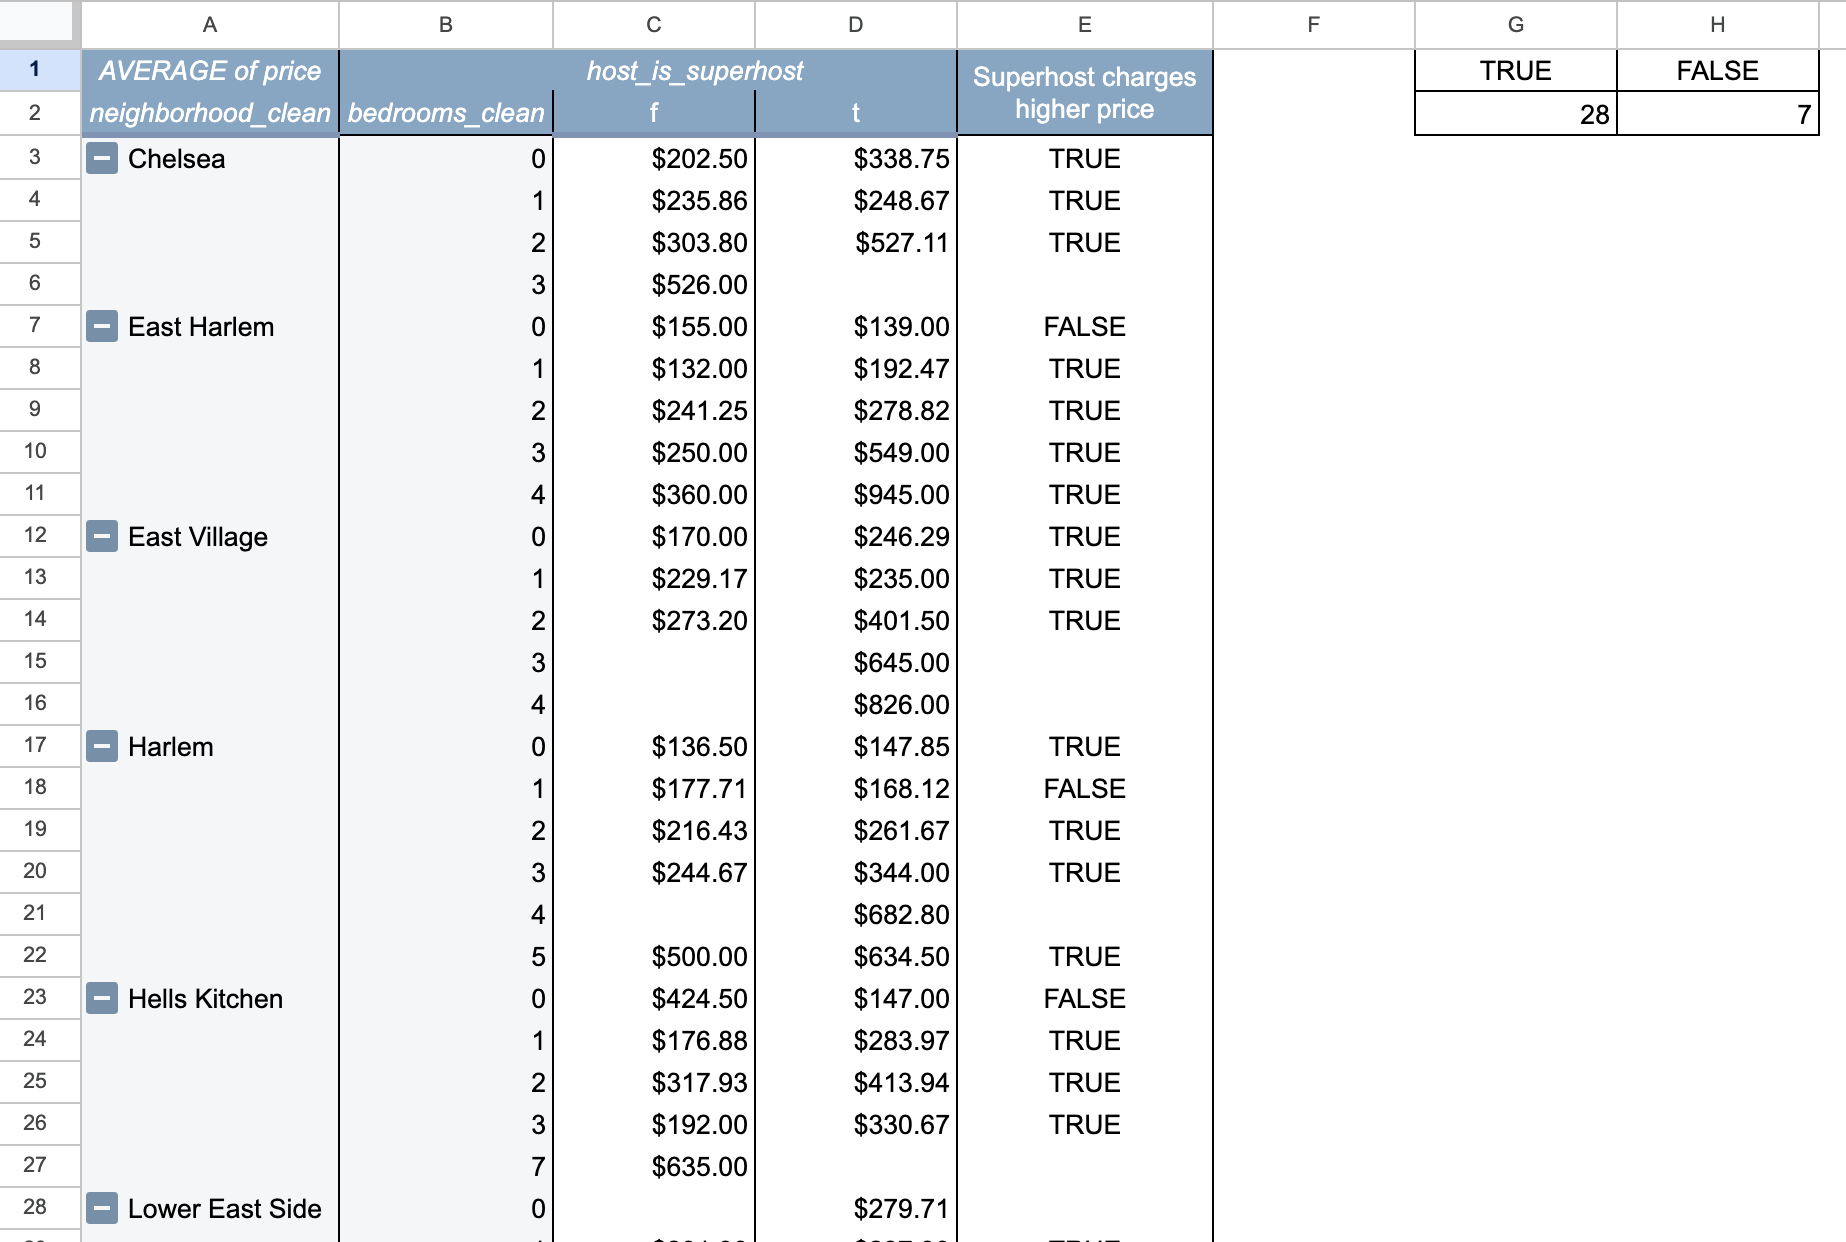 A B C D E F G H
1 AVERAGE of price host_is_superhost Superhost charges higher price TRUE FALSE
2 neighborhood_clean bedrooms_clean f t 28 7
3 Chelsea 0 $202.50 $338.75 TRUE
4 1 $235.86 $248.67 TRUE
5 2 $303.80 $527.11 TRUE
6 3 $526.00
7 East Harlem 0 $155.00 $139.00 FALSE
8 1 $132.00 $192.47 TRUE
9 2 $241.25 $278.82 TRUE
10 3 $250.00 $549.00 TRUE
11 4 $360.00 $945.00 TRUE
12 East Village 0 $170.00 $246.29 TRUE
13 1 $229.17 $235.00 TRUE
14 2 $273.20 $401.50 TRUE
15 3 $645.00
16 4 $826.00
17 Harlem 0 $136.50 $147.85 TRUE
18 1 $177.71 $168.12 FALSE
19 2 $216.43 $261.67 TRUE
20 3 $244.67 $344.00 TRUE
21 4 $682.80
22 5 $500.00 $634.50 TRUE
23 Hells Kitchen 0 $424.50 $147.00 FALSE
24 1 $176.88 $283.97 TRUE
25 2 $317.93 $413.94 TRUE
26 3 $192.00 $330.67 TRUE
27 7 $635.00
28 Lower East Side 0 $279.71